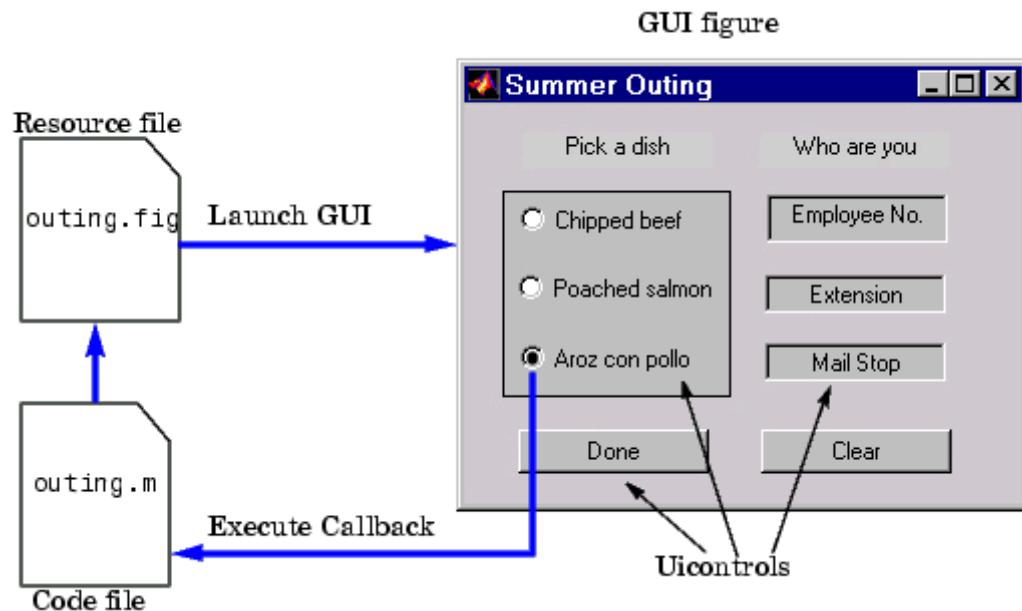 GUI figure
Summer Outing
Resource file
Pick a dish
Who are you
outing.fig
Launch GUI
Chipped beef
Employee No.
Poached salmon
Extension
Aroz con pollo
Mail Stop
outing.m
Done
Clear
Execute Callback
Uicontrols
Code file